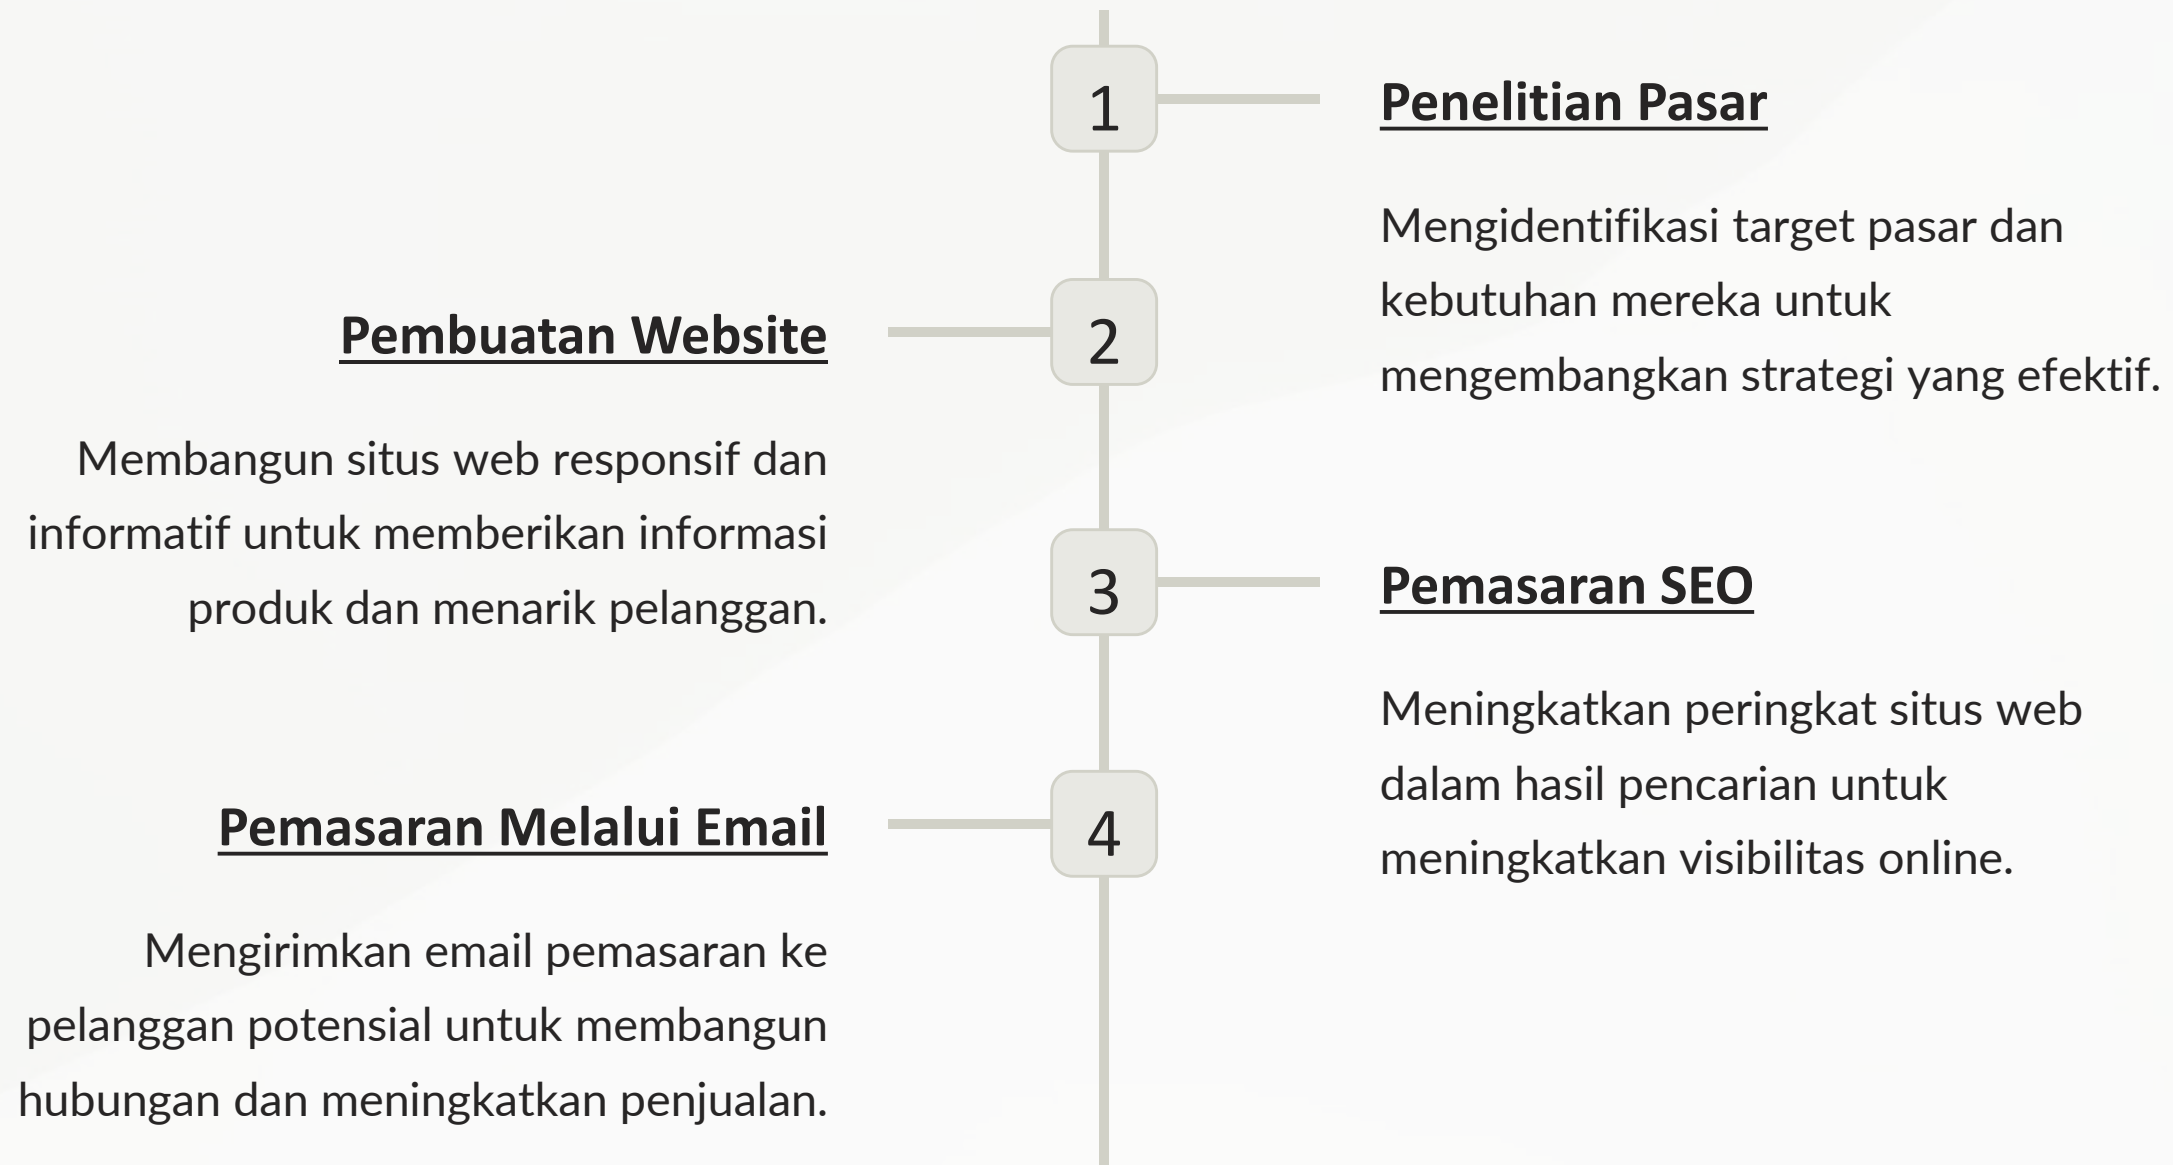 1
Penelitian Pasar
Mengidentifikasi target pasar dan
kebutuhan mereka untuk
mengembangkan strategi yang efektif.
2
Pembuatan Website
Membangun situs web responsif dan
informatif untuk memberikan informasi
produk dan menarik pelanggan.
3
Pemasaran SEO
Meningkatkan peringkat situs web
dalam hasil pencarian untuk
meningkatkan visibilitas online.
4
Pemasaran Melalui Email
Mengirimkan email pemasaran ke
pelanggan potensial untuk membangun
hubungan dan meningkatkan penjualan.